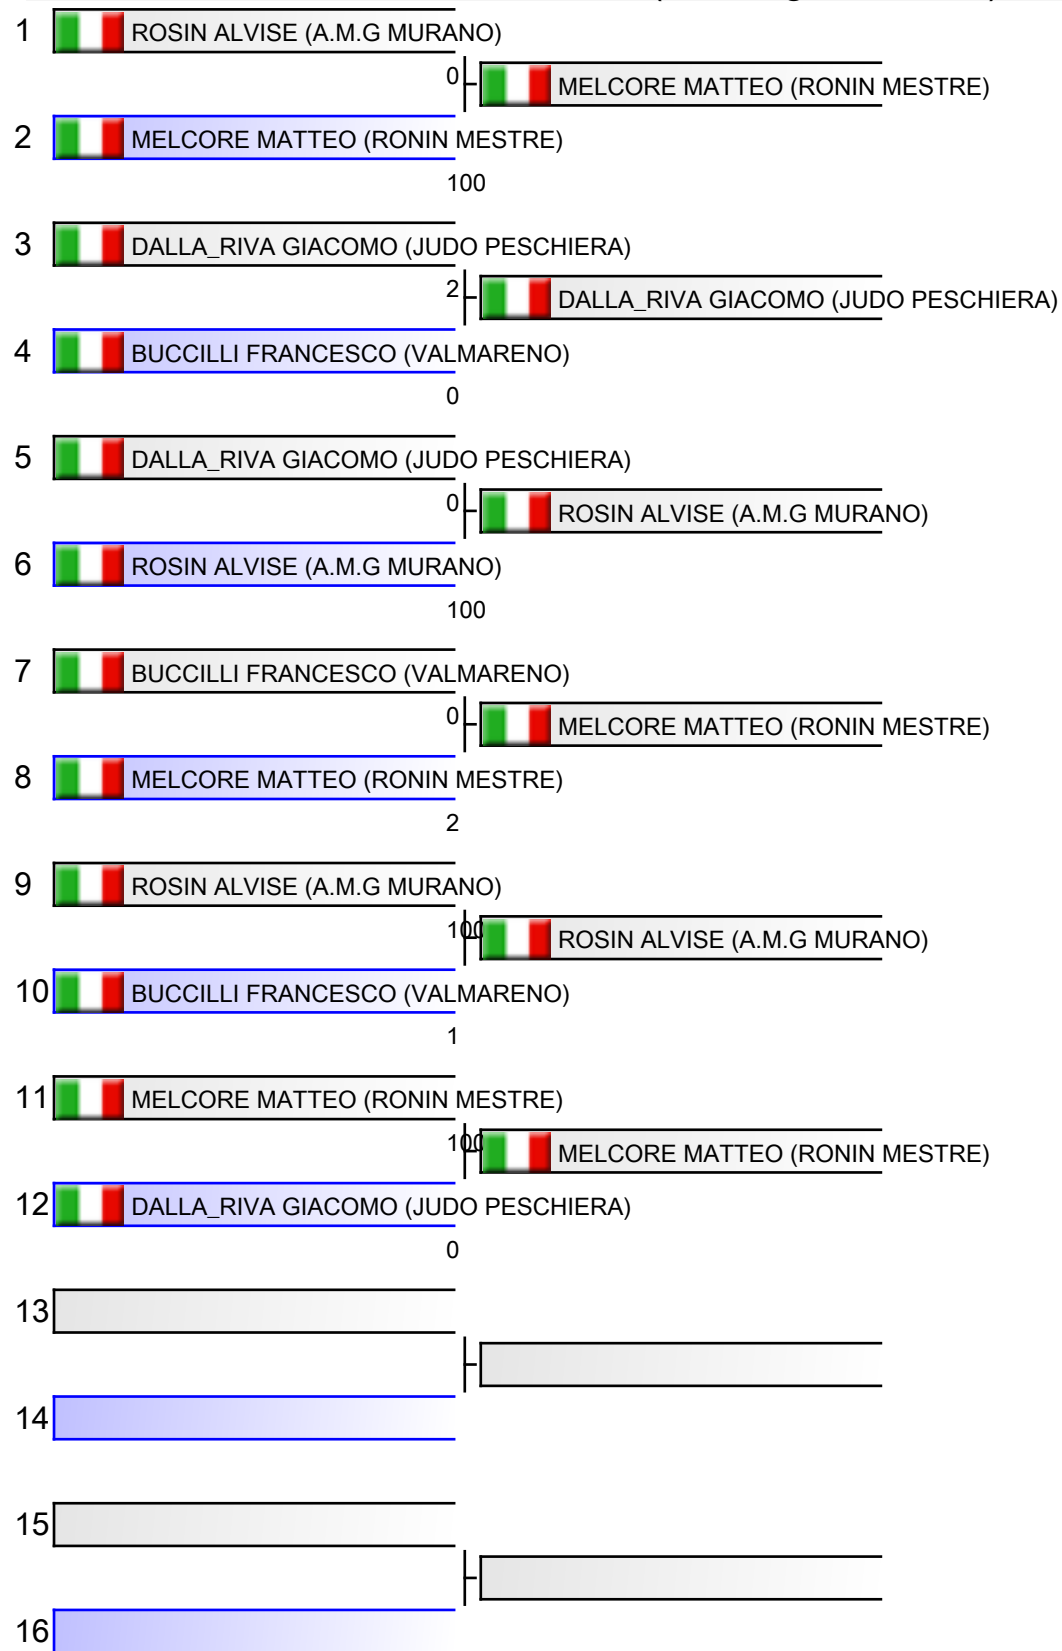 1 ROSIN ALVISE (A.M.G MURANO)
0 MELCORE MATTEO (RONIN MESTRE)
2 MELCORE MATTEO (RONIN MESTRE)
100
3 DALLA_RIVA GIACOMO (JUDO PESCHIERA)
2 DALLA_RIVA GIACOMO (JUDO PESCHIERA)
4 BUCCILLI FRANCESCO (VALMARENO)
0
5 DALLA_RIVA GIACOMO (JUDO PESCHIERA)
0 ROSIN ALVISE (A.M.G MURANO)
6 ROSIN ALVISE (A.M.G MURANO)
100
7 BUCCILLI FRANCESCO (VALMARENO)
0 MELCORE MATTEO (RONIN MESTRE)
8 MELCORE MATTEO (RONIN MESTRE)
2
9 ROSIN ALVISE (A.M.G MURANO)
100 ROSIN ALVISE (A.M.G MURANO)
10 BUCCILLI FRANCESCO (VALMARENO)
1
11 MELCORE MATTEO (RONIN MESTRE)
100 MELCORE MATTEO (RONIN MESTRE)
12 DALLA_RIVA GIACOMO (JUDO PESCHIERA)
0
13
14
15
16